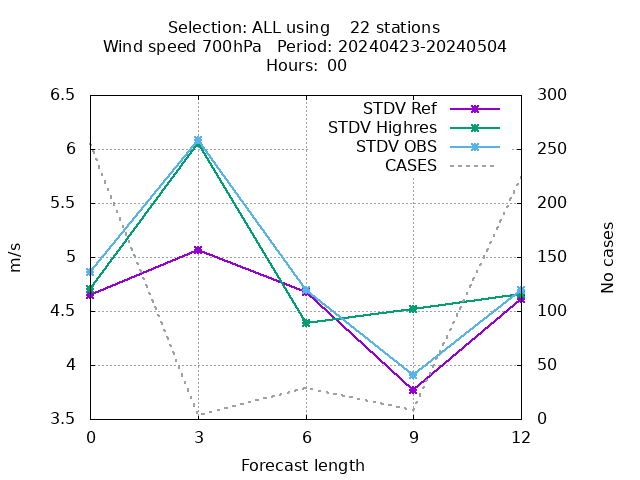 Selection: ALL using    22 stations
Wind speed 700hPa   Period: 20240423-20240504
Hours: 00
STDV Ref
STDV Highres
STDV OBS
CASES
6.5
6
5.5
5
4.5
4
3.5
m/s
300
250
200
150
100
50
0
No cases
0 3 6 9 12
Forecast length